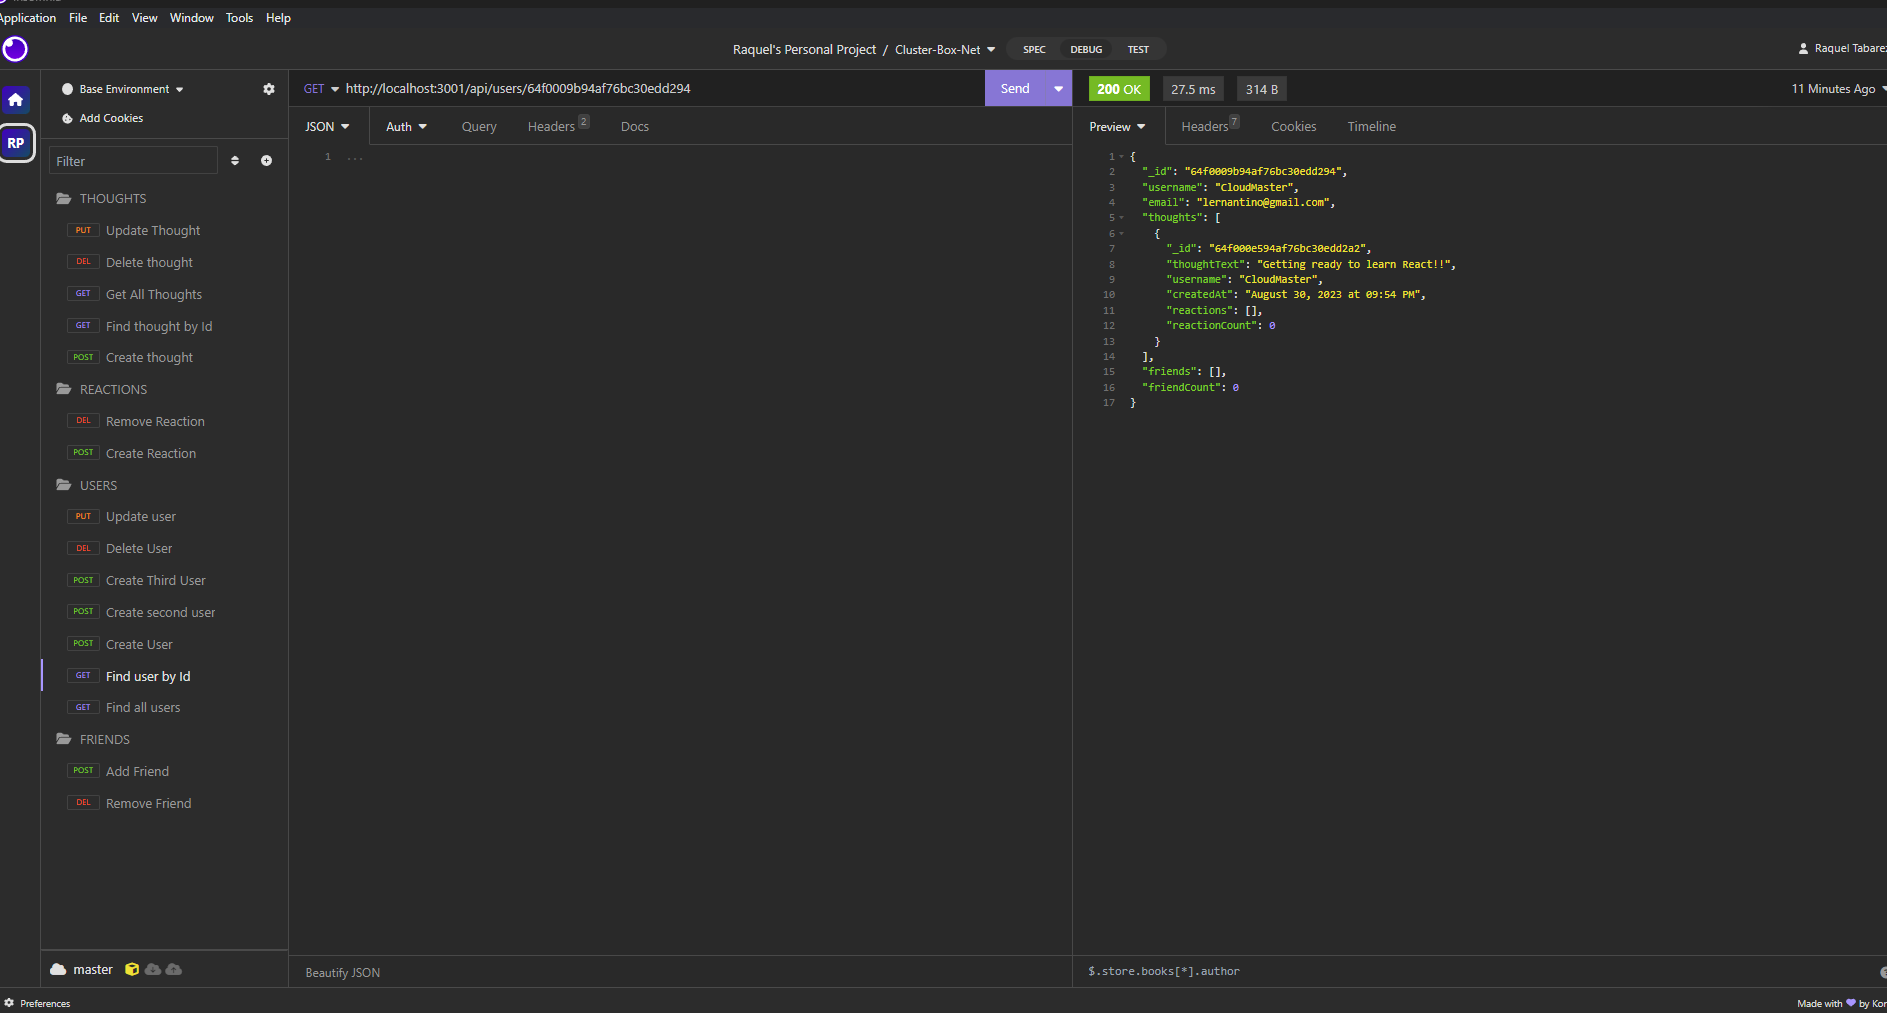 Application File Edit View Window Tools Help
Raquel's Personal Project / Cluster-Box-Net SPEC DEBUG TEST
Raquel Tabare
RP
Base Environment
Add Cookies
Filter
THOUGHTS
PUT Update Thought
DEL Delete thought
GET Get All Thoughts
GET Find thought by Id
POST Create thought
REACTIONS
DEL Remove Reaction
POST Create Reaction
USERS
PUT Update user
DEL Delete User
POST Create Third User
POST Create second user
POST Create User
GET Find user by Id
GET Find all users
FRIENDS
POST Add Friend
DEL Remove Friend
master
Preferences
GET http://localhost:3001/api/users/64f0009b94af76bc30edd294 Send
JSON Auth Query Headers 2 Docs
1 ...
Beautify JSON
200 OK 27.5 ms 314 B 11 Minutes Ago
Preview Headers 7 Cookies Timeline
1 {
2 "_id": "64f0009b94af76bc30edd294",
3 "username": "CloudMaster",
4 "email": "lernantino@gmail.com",
5 "thoughts": [
6 {
7 "_id": "64f000e594af76bc30edd2a2",
8 "thoughtText": "Getting ready to learn React!!",
9 "username": "CloudMaster",
10 "createdAt": "August 30, 2023 at 09:54 PM",
11 "reactions": [],
12 "reactionCount": 0
13 }
14 ],
15 "friends": [],
16 "friendCount": 0
17 }
$.store.books[*].author
Made with by Kon